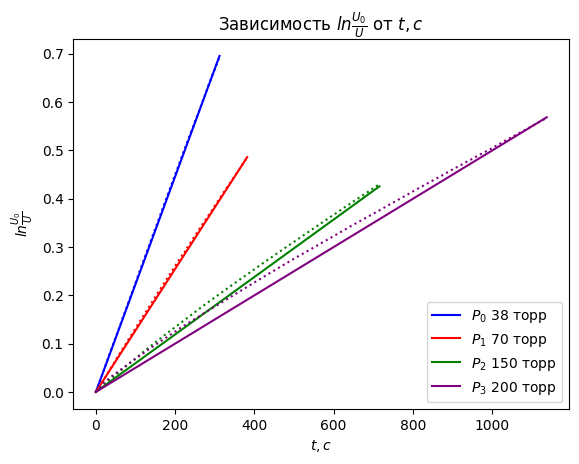 Зависимость $ln\frac{U_0}{U}$ от $t, c$
0.7
0.6
0.5
0.4
0.3
0.2
0.1
0.0
$ln\frac{U_0}{U}$
0 200 400 600 800 1000
$t, c$
$P_0$ 38 торр
$P_1$ 70 торр
$P_2$ 150 торр
$P_3$ 200 торр